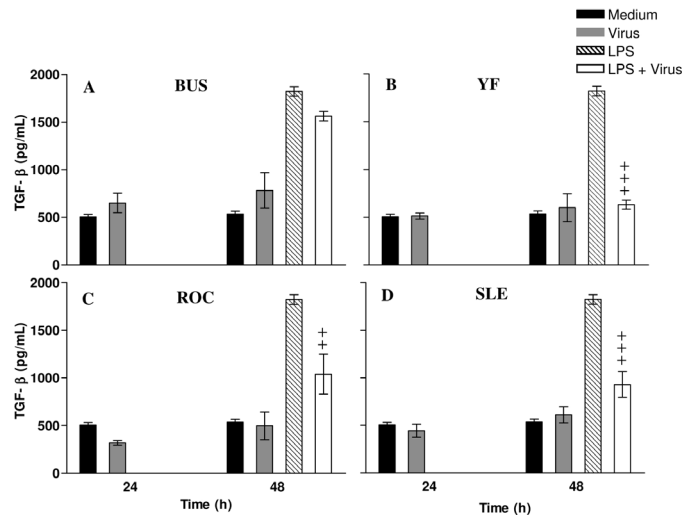 Medium
Virus
LPS
LPS + Virus
A BUS
B YF
2000
1500
1000
500
0
TGF- β (pg/mL)
+
+
+
C ROC
D SLE
2000
1500
1000
500
0
TGF- β (pg/mL)
+
+
+
+
+
24 48 24 48
Time (h) Time (h)